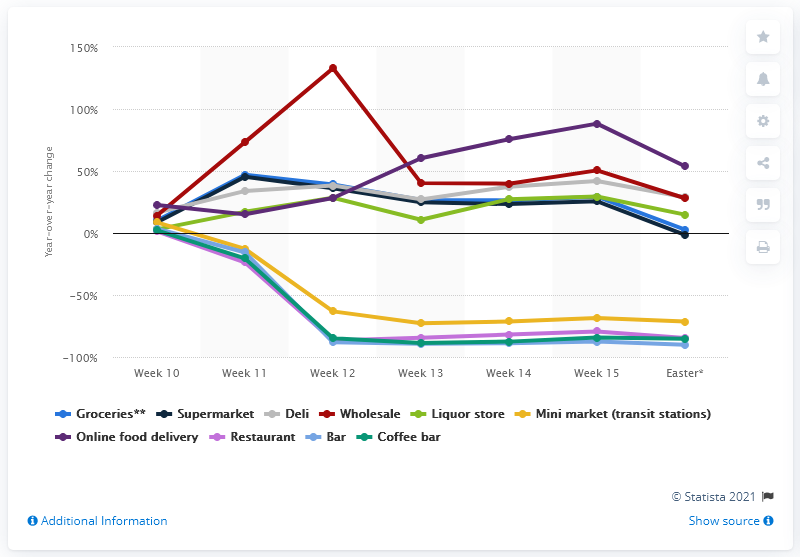 150%
100%
50%
0%
-50%
-100%
Year-over-year change
Week 10 Week 11 Week 12 Week 13 Week 14 Week 15 Easter*
Groceries** Supermarket Deli Wholesale Liquor store Mini market (transit stations)
Online food delivery Restaurant Bar Coffee bar
© Statista 2021
Additional Information Show source